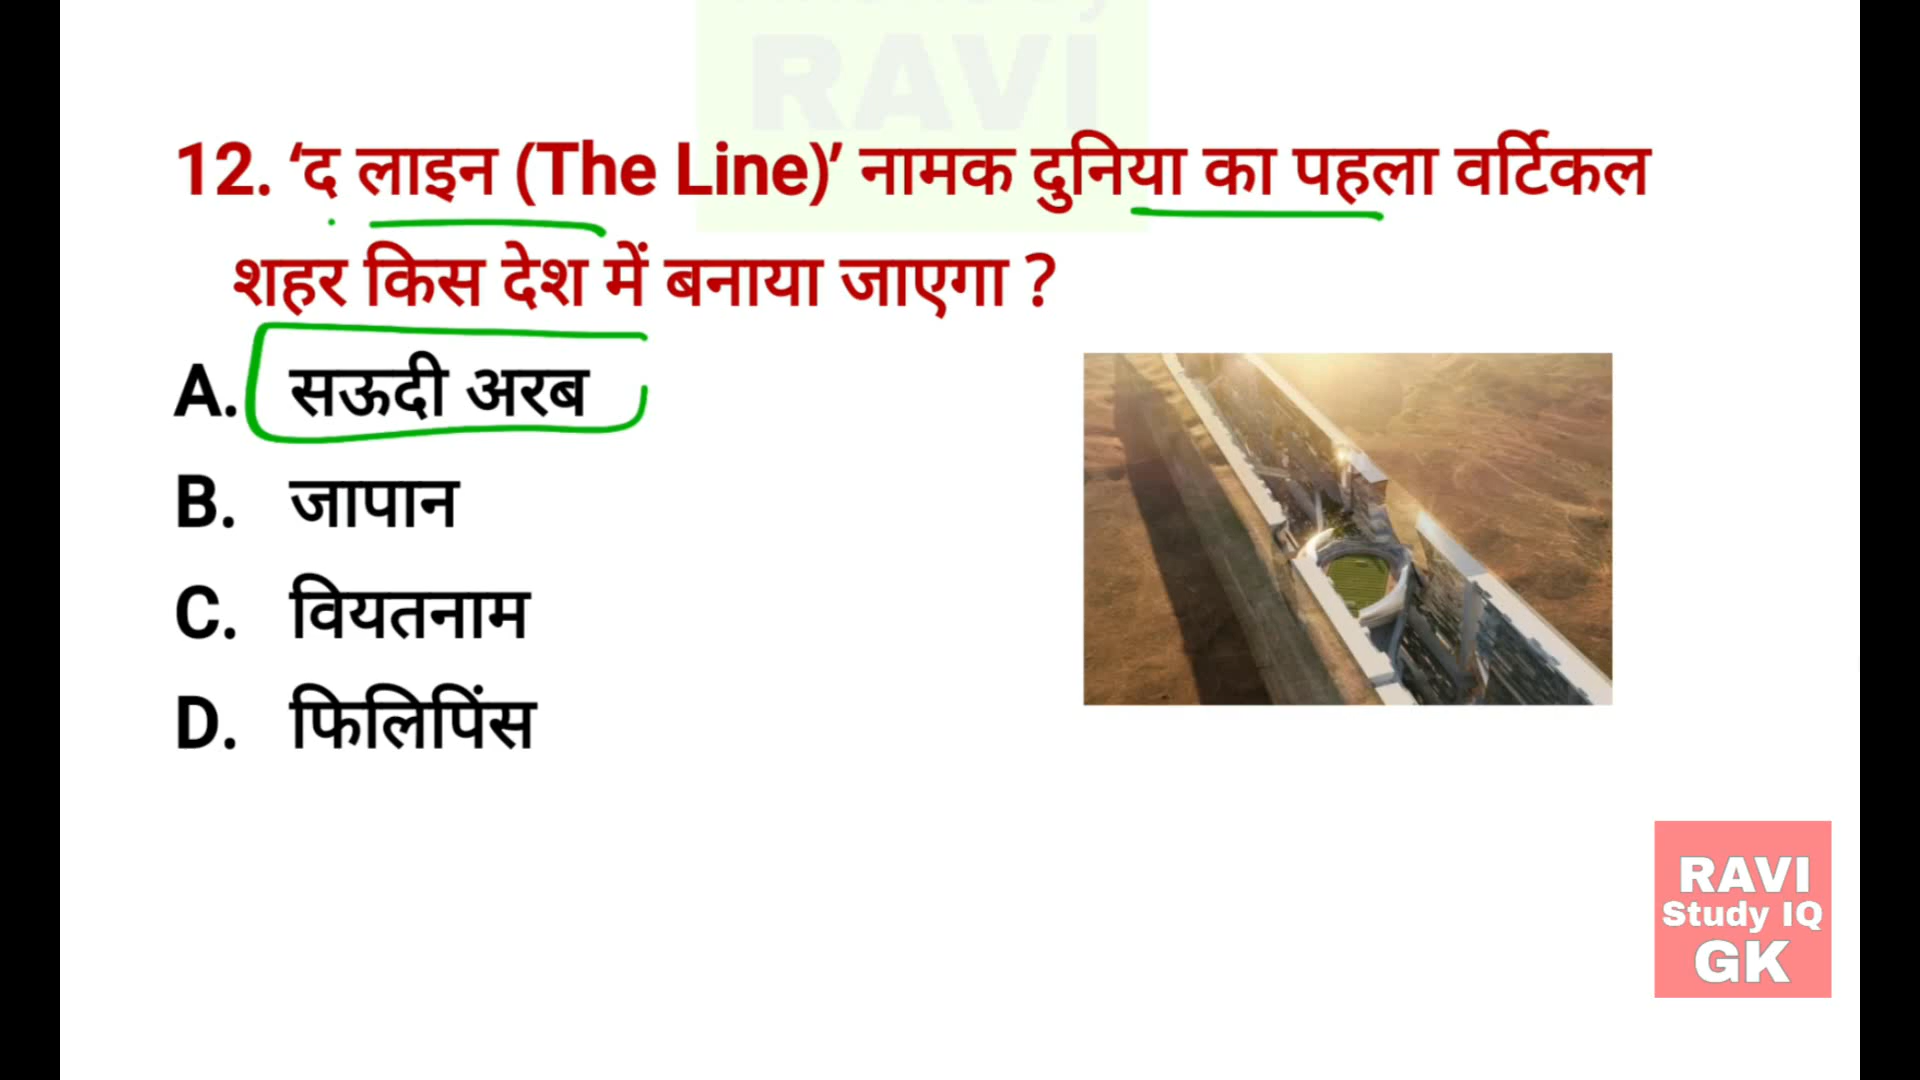 RAVI
12. ‘द लाइन (The Line)’ नामक दुनिया का पहला वर्टिकल
शहर किस देश में बनाया जाएगा ?
A. सऊदी अरब
B. जापान
C. वियतनाम
D. फिलिपिंस
RAVI
Study IQ
GK